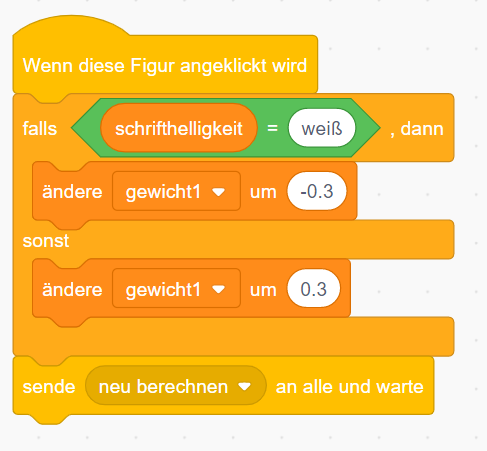 Wenn diese Figur angeklickt wird
falls schrifthelligkeit = weiß , dann
ändere gewicht1 um -0.3
sonst
ändere gewicht1 um 0.3
sende neu berechnen an alle und warte